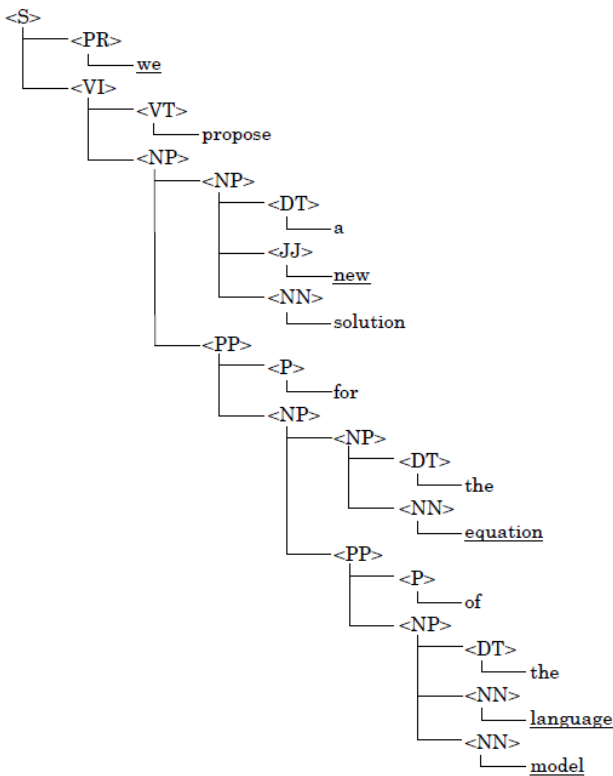 <S>
<PR>
we
<VI>
<VT>
propose
<NP>
<NP>
<DT>
a
<JJ>
new
<NN>
solution
<PP>
<P>
for
<NP>
<NP>
<DT>
the
<NN>
equation
<PP>
<P>
of
<NP>
<DT>
the
<NN>
language
<NN>
model